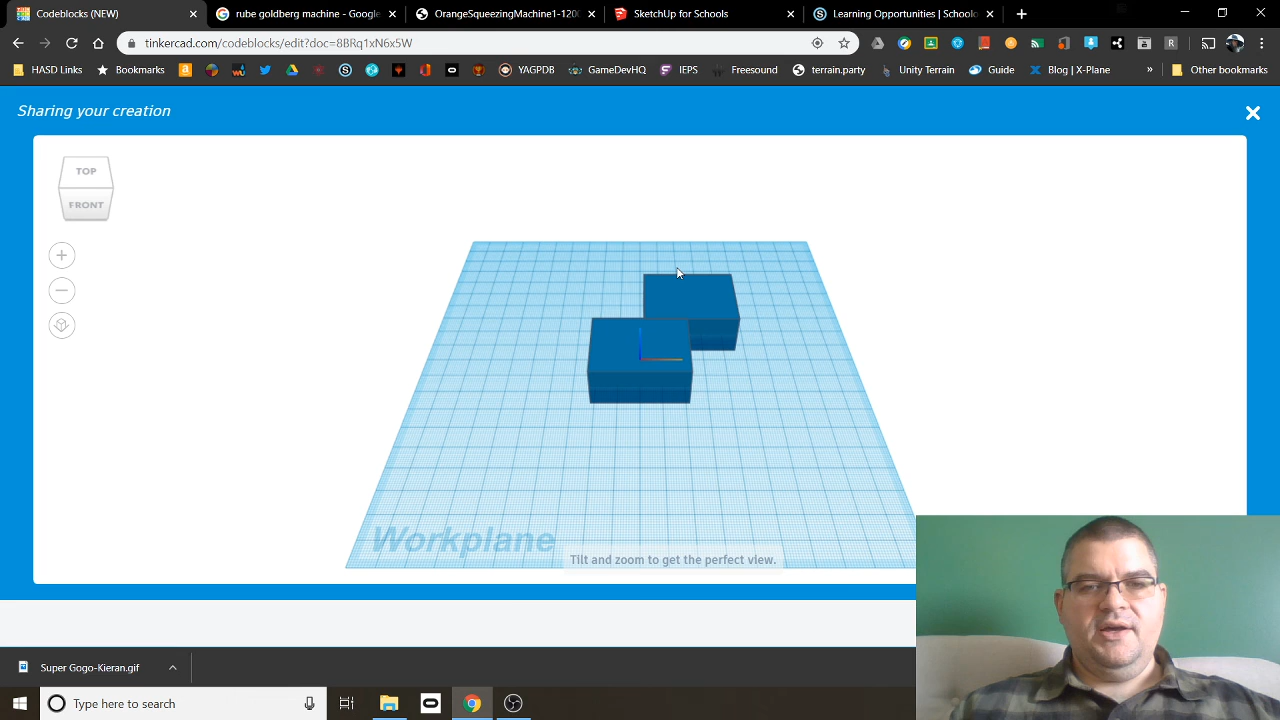 Codeblocks (NEW)
rube goldberg machine - Google
OrangeSqueezingMachine1-1200
SketchUp for Schools
Learning Opportunities | Schoolo
tinkercad.com/codeblocks/edit?doc=8BRq1xN6x5W
HASD Links
Bookmarks
YAGPDB
GameDevHQ
IEPS
Freesound
terrain.party
Unity Terrain
Guide
Blog | X-Plane
»
Other bookmarks
Sharing your creation
TOP
FRONT
Workplane
Tilt and zoom to get the perfect view.
Super Gogo-Kieran.gif
Type here to search